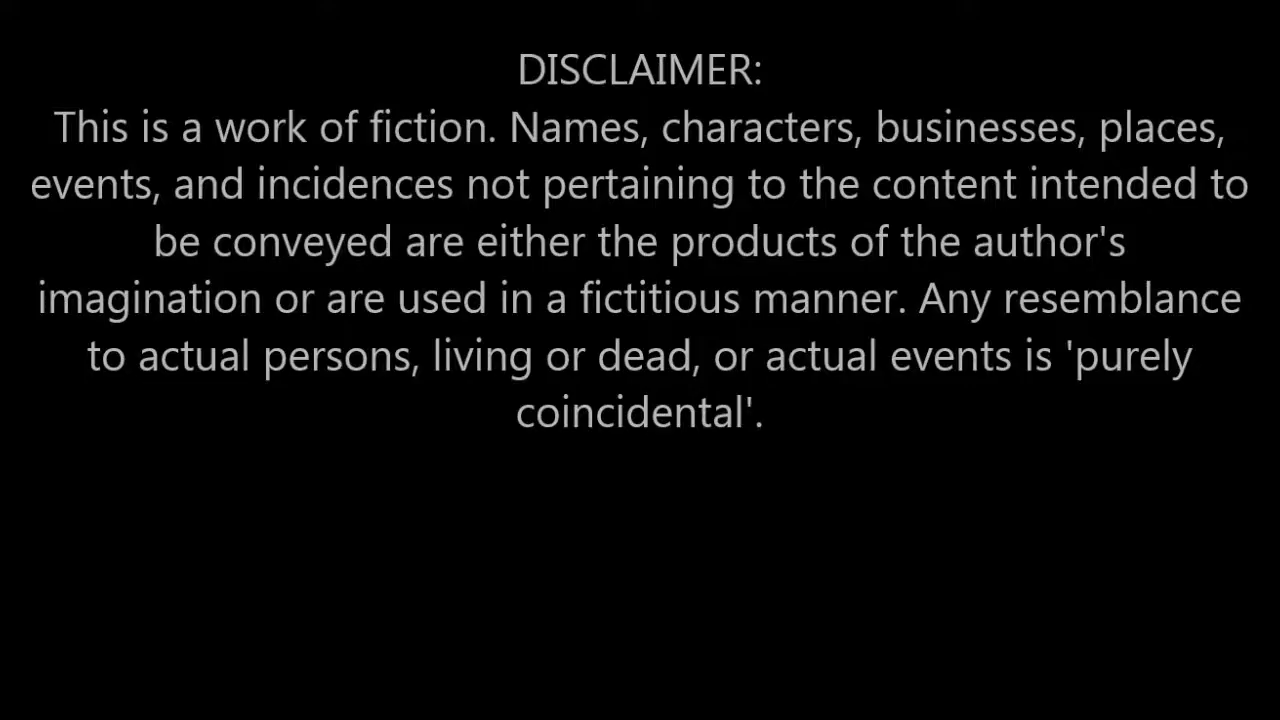 DISCLAIMER:
This is a work of fiction. Names, characters, businesses, places,
events, and incidences not pertaining to the content intended to
be conveyed are either the products of the author's
imagination or are used in a fictitious manner. Any resemblance
to actual persons, living or dead, or actual events is 'purely
coincidental'.